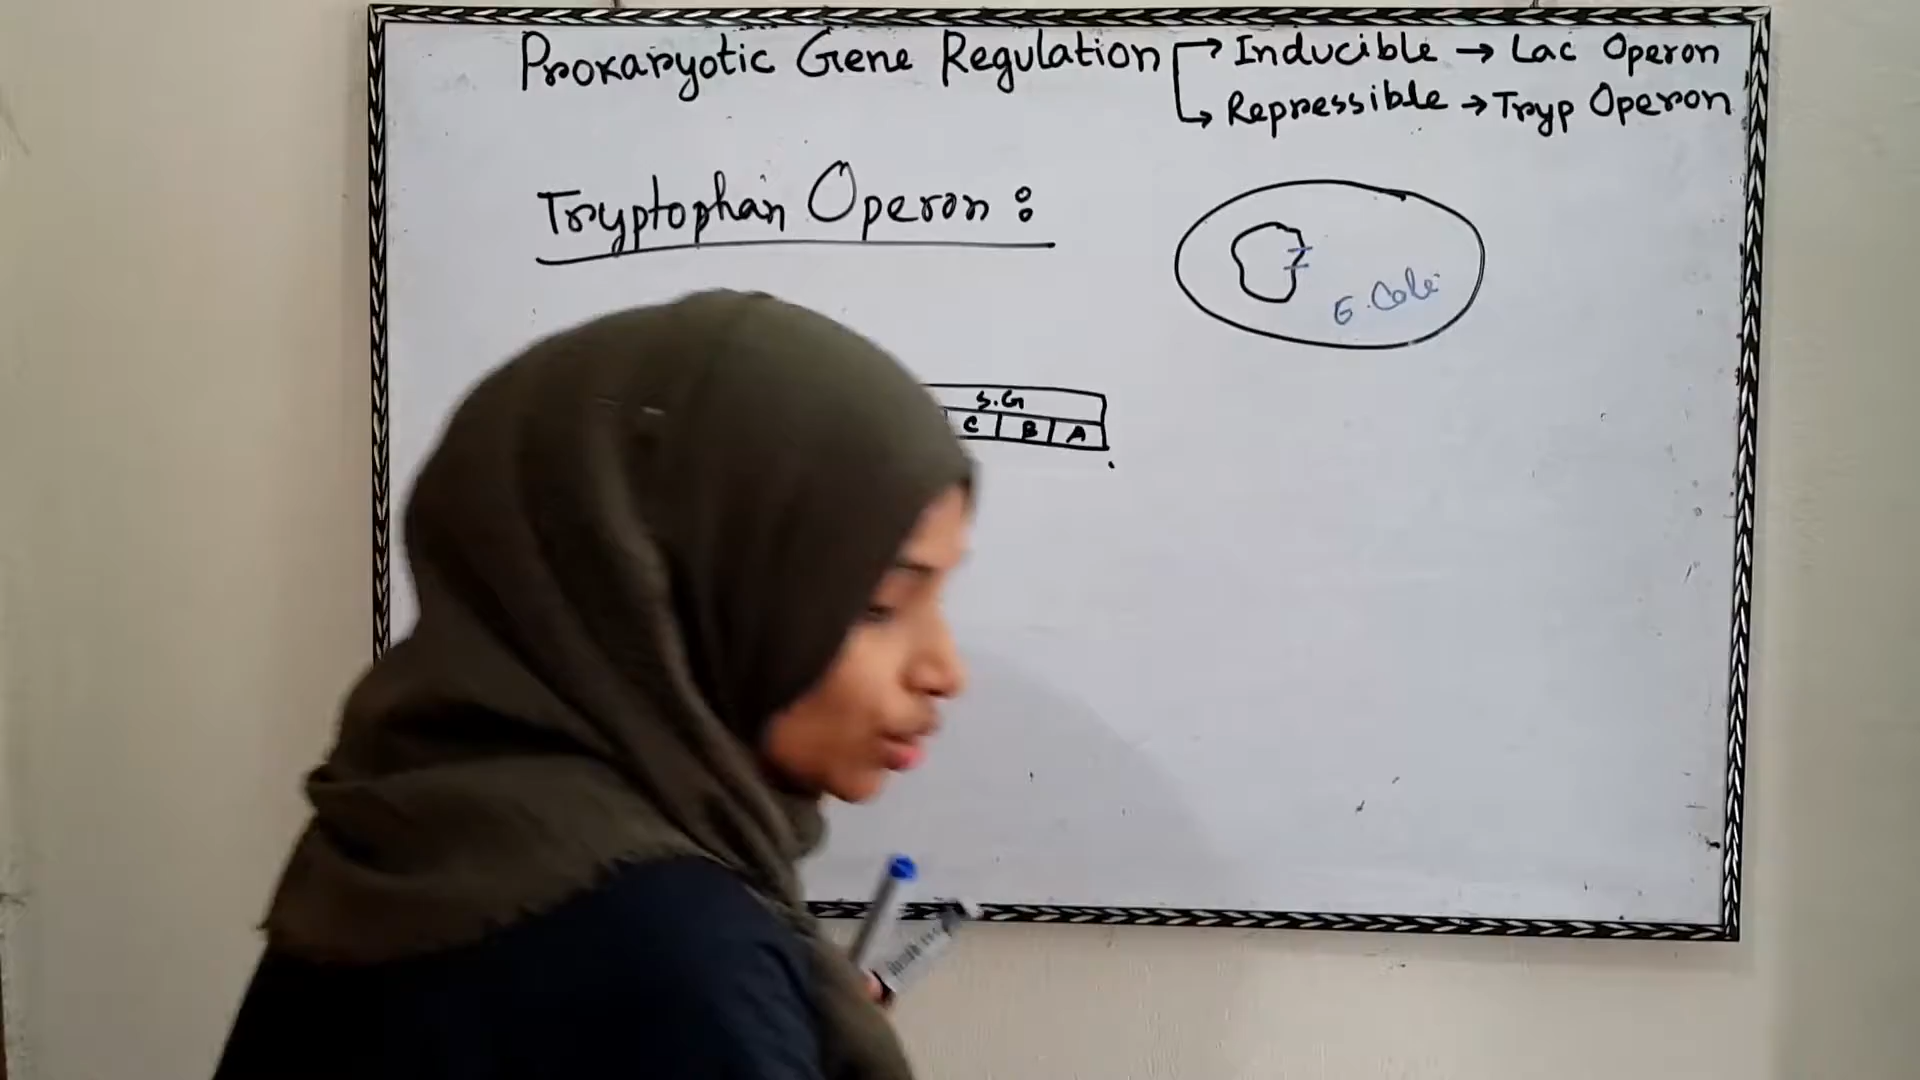 Prokaryotic Gene Regulation → Inducible → Lac Operon
→ Repressible → Tryp Operon
Tryptophan Operon :
E. Coli
S.G
C B A